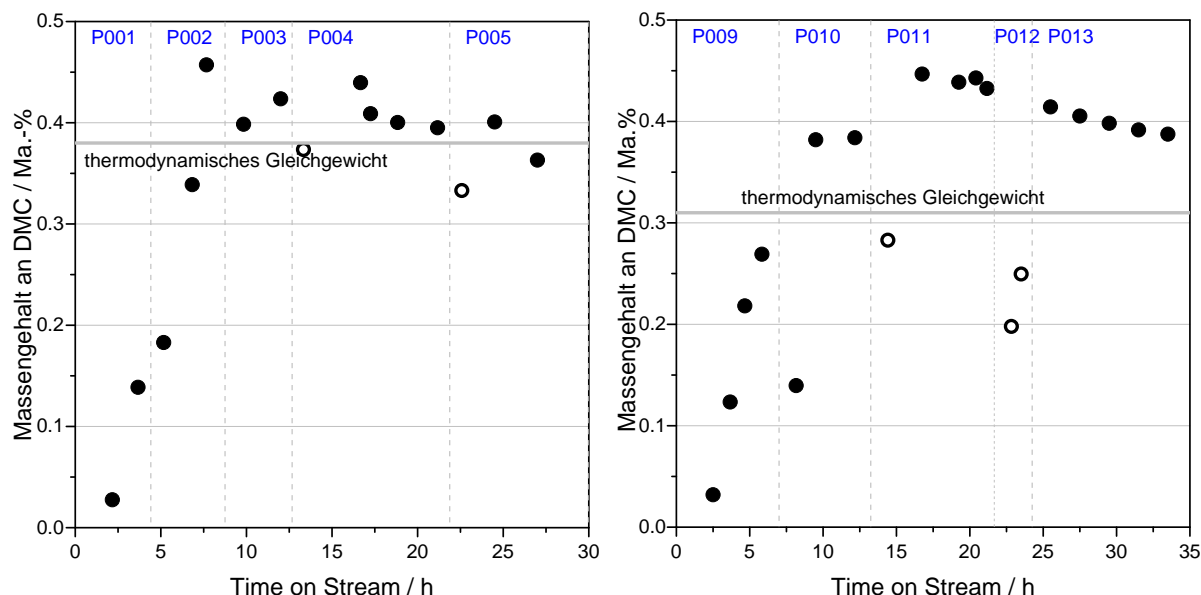 P001 P002 P003 P004 P005
0.5
0.4
0.3
0.2
0.1
0.0
Massengehalt an DMC / Ma.-%
thermodynamisches Gleichgewicht
0 5 10 15 20 25 30
Time on Stream / h
P009 P010 P011 P012 P013
0.5
0.4
0.3
0.2
0.1
0.0
Massengehalt an DMC / Ma.%
thermodynamisches Gleichgewicht
0 5 10 15 20 25 30 35
Time on Stream / h